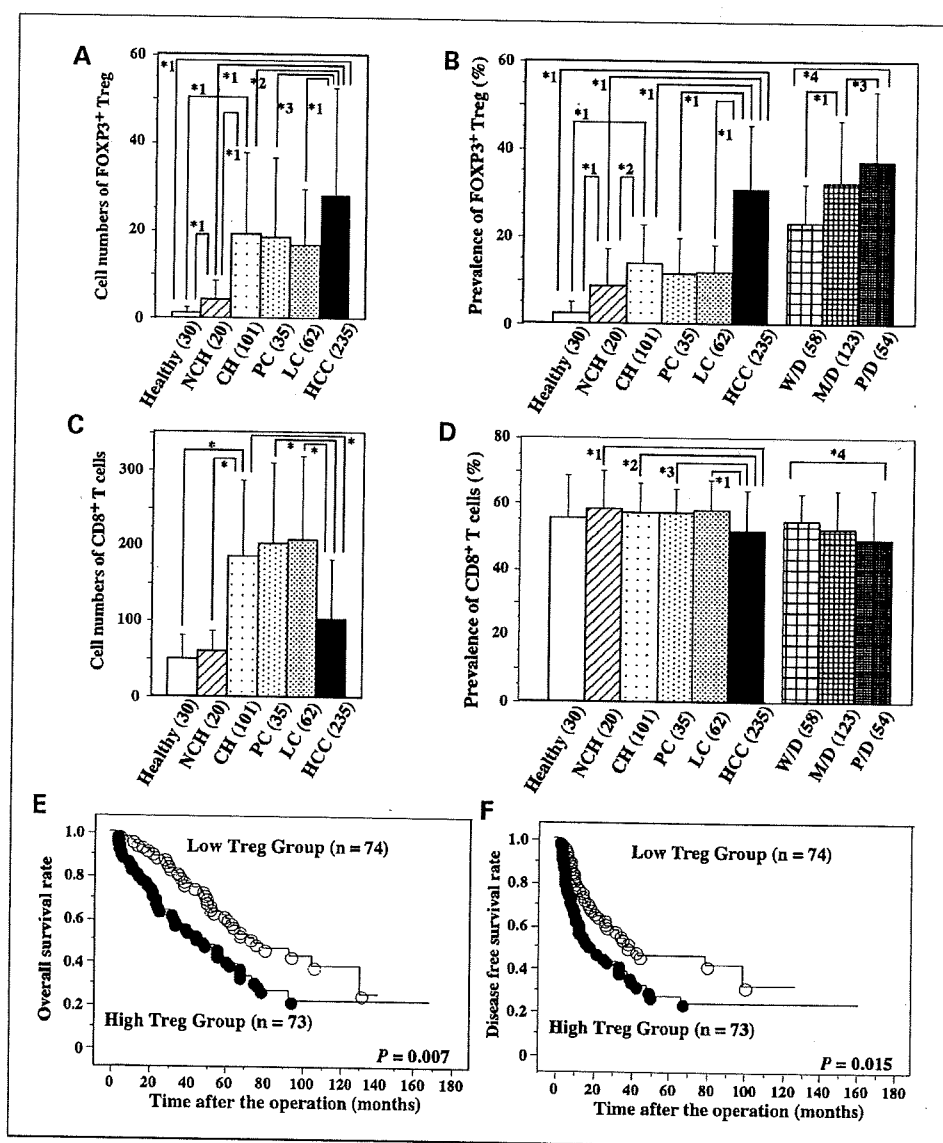 A
Cell numbers of FOXP3+ Treg
60
40
20
0
*1
*1
*2
*1
*3
*1
*1
*1
Healthy (30)
NCH (20)
CH (101)
PC (35)
LC (62)
HCC (235)
B
Prevalence of FOXP3+ Treg (%)
60
40
20
0
*1
*1
*1
*1
*1
*1
*1
*2
*4
*1
*3
Healthy (30)
NCH (20)
CH (101)
PC (35)
LC (62)
HCC (235)
W/D (58)
M/D (123)
P/D (54)
C
Cell numbers of CD8+ T cells
300
200
100
0
*
*
*
*
*
Healthy (30)
NCH (20)
CH (101)
PC (35)
LC (62)
HCC (235)
D
Prevalence of CD8+ T cells (%)
80
60
40
20
0
*1
*2
*3
*1
*4
Healthy (30)
NCH (20)
CH (101)
PC (35)
LC (62)
HCC (235)
W/D (58)
M/D (123)
P/D (54)
E
Overall survival rate
1.0
0.8
0.6
0.4
0.2
0
Low Treg Group (n = 74)
High Treg Group (n = 73)
P = 0.007
0 20 40 60 80 100 120 140 160 180
Time after the operation (months)
F
Disease free survival rate
1.0
0.8
0.6
0.4
0.2
0
Low Treg Group (n = 74)
High Treg Group (n = 73)
P = 0.015
0 20 40 60 80 100 120 140 160 180
Time after the operation (months)